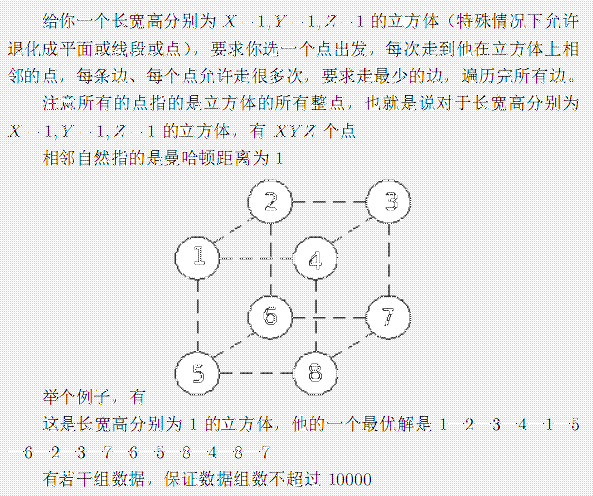 给你一个长宽高分别为 X - 1,Y - 1,Z - 1 的立方体（特殊情况下允许
退化成平面或线段或点），要求你选一个点出发，每次走到他在立方体上相
邻的点，每条边、每个点允许走很多次，要求走最少的边，遍历完所有边。
注意所有的点指的是立方体的所有整点，也就是说对于长宽高分别为
X - 1,Y - 1,Z - 1 的立方体，有 XYZ 个点
相邻自然指的是曼哈顿距离为 1
2 3
1 4
6 7
5 8
举个例子，有
这是长宽高分别为 1 的立方体，他的一个最优解是 1-2-3-4-1-5
-6-2-3-7-6-5-8-4-8-7
有若干组数据，保证数据组数不超过 10000